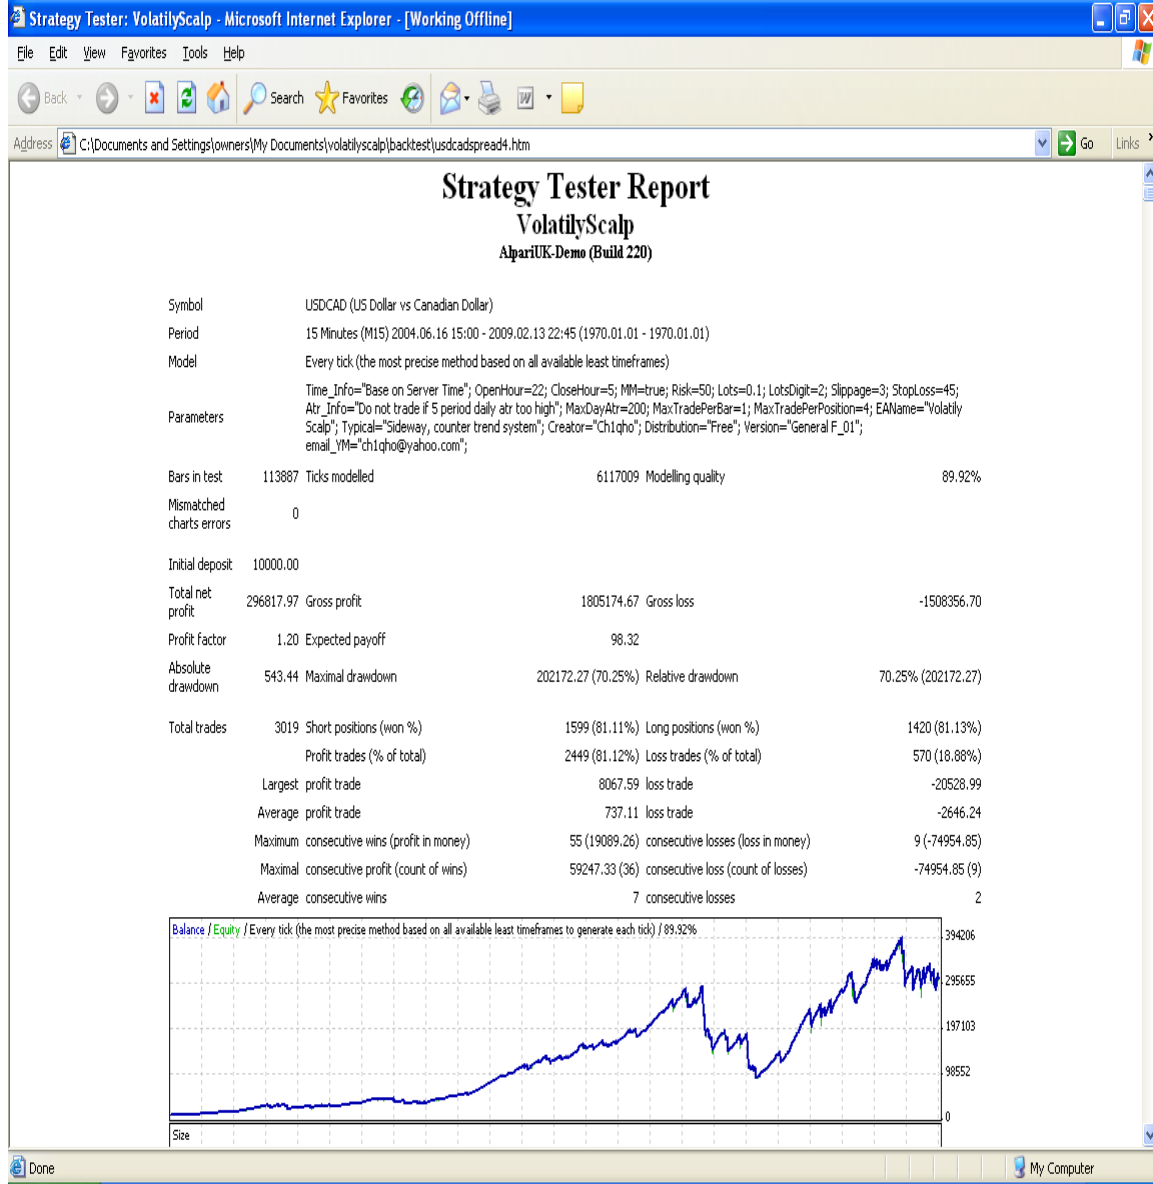 Strategy Tester: VolatilyScalp - Microsoft Internet Explorer - [Working Offline]
File Edit View Favorites Tools Help
Back Search Favorites
Address C:\Documents and Settings\owners\My Documents\volatilyscalp\backtest\usdcadspread4.htm Go Links
Strategy Tester Report
VolatilyScalp
AlpariUK-Demo (Build 220)
Symbol USDCAD (US Dollar vs Canadian Dollar)
Period 15 Minutes (M15) 2004.06.16 15:00 - 2009.02.13 22:45 (1970.01.01 - 1970.01.01)
Model Every tick (the most precise method based on all available least timeframes)
Parameters Time_Info="Base on Server Time"; OpenHour=22; CloseHour=5; MM=true; Risk=50; Lots=0.1; LotsDigit=2; Slippage=3; StopLoss=45;
Atr_Info="Do not trade if 5 period daily atr too high"; MaxDayAtr=200; MaxTradePerBar=1; MaxTradePerPosition=4; EAName="Volatily
Scalp"; Typical="Sideway, counter trend system"; Creator="Ch1qho"; Distribution="Free"; Version="General F_01";
email_YM="ch1qho@yahoo.com";
Bars in test 113887 Ticks modelled 6117009 Modelling quality 89.92%
Mismatched
charts errors 0
Initial deposit 10000.00
Total net
profit 296817.97 Gross profit 1805174.67 Gross loss -1508356.70
Profit factor 1.20 Expected payoff 98.32
Absolute
drawdown 543.44 Maximal drawdown 202172.27 (70.25%) Relative drawdown 70.25% (202172.27)
Total trades 3019 Short positions (won %) 1599 (81.11%) Long positions (won %) 1420 (81.13%)
Profit trades (% of total) 2449 (81.12%) Loss trades (% of total) 570 (18.88%)
Largest profit trade 8067.59 loss trade -20528.99
Average profit trade 737.11 loss trade -2646.24
Maximum consecutive wins (profit in money) 55 (19089.26) consecutive losses (loss in money) 9 (-74954.85)
Maximal consecutive profit (count of wins) 59247.33 (36) consecutive loss (count of losses) -74954.85 (9)
Average consecutive wins 7 consecutive losses 2
Balance / Equity / Every tick (the most precise method based on all available least timeframes to generate each tick) / 89.92%
394206
295655
197103
98552
0
Size
Done My Computer